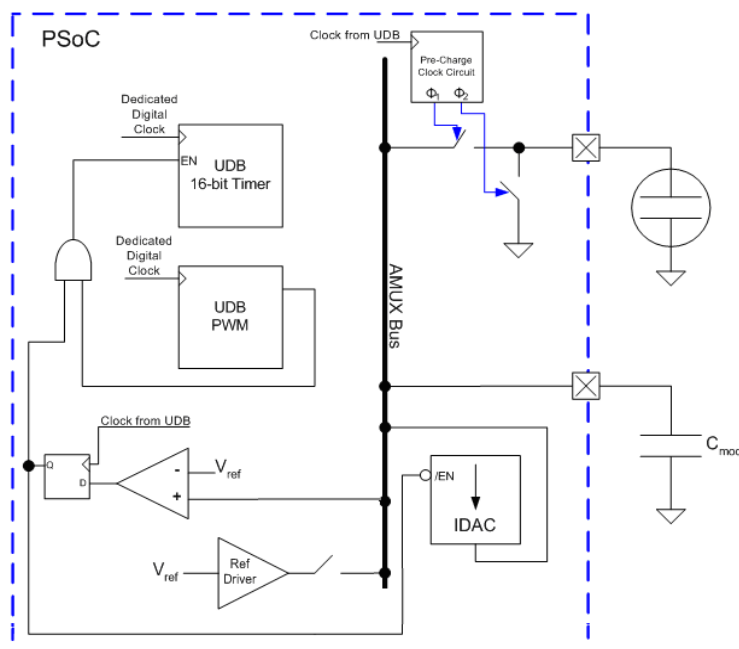 PSoC
Clock from UDB
Pre-Charge
Clock Circuit
Φ1 Φ2
Dedicated
Digital
Clock
EN
UDB
16-bit Timer
Dedicated
Digital
Clock
UDB
PWM
AMUX Bus
Clock from UDB
Q
D
-
Vref
+
/EN
IDAC
Cmod
Vref
Ref
Driver